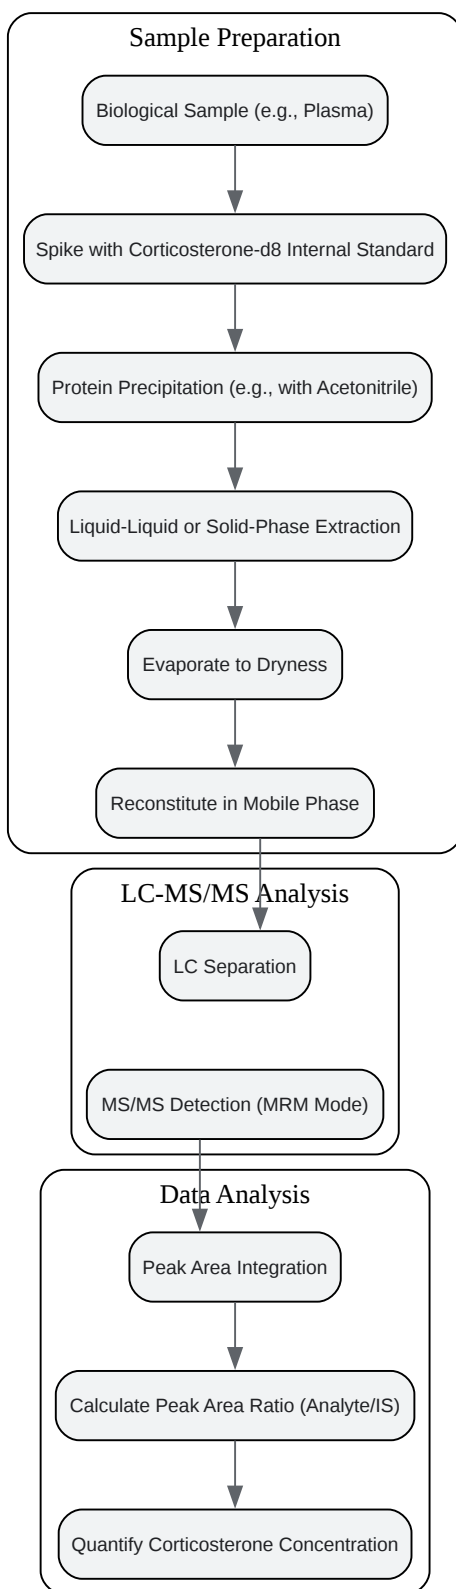 Sample Preparation
Biological Sample (e.g., Plasma)
Spike with Corticosterone-d8 Internal Standard
Protein Precipitation (e.g., with Acetonitrile)
Liquid-Liquid or Solid-Phase Extraction
Evaporate to Dryness
Reconstitute in Mobile Phase
LC-MS/MS Analysis
LC Separation
MS/MS Detection (MRM Mode)
Data Analysis
Peak Area Integration
Calculate Peak Area Ratio (Analyte/IS)
Quantify Corticosterone Concentration